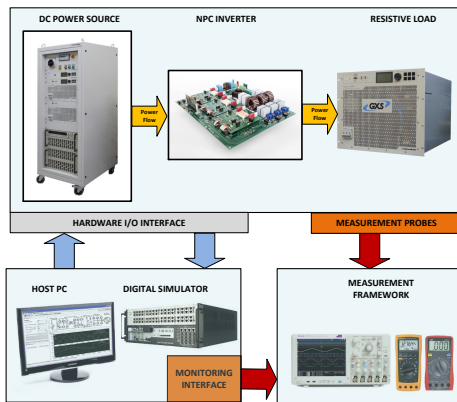 DC POWER SOURCE
NPC INVERTER
RESISTIVE LOAD
Power
Flow
Power
Flow
GXS
HARDWARE I/O INTERFACE
MEASUREMENT PROBES
HOST PC
DIGITAL SIMULATOR
MEASUREMENT
FRAMEWORK
MONITORING
INTERFACE